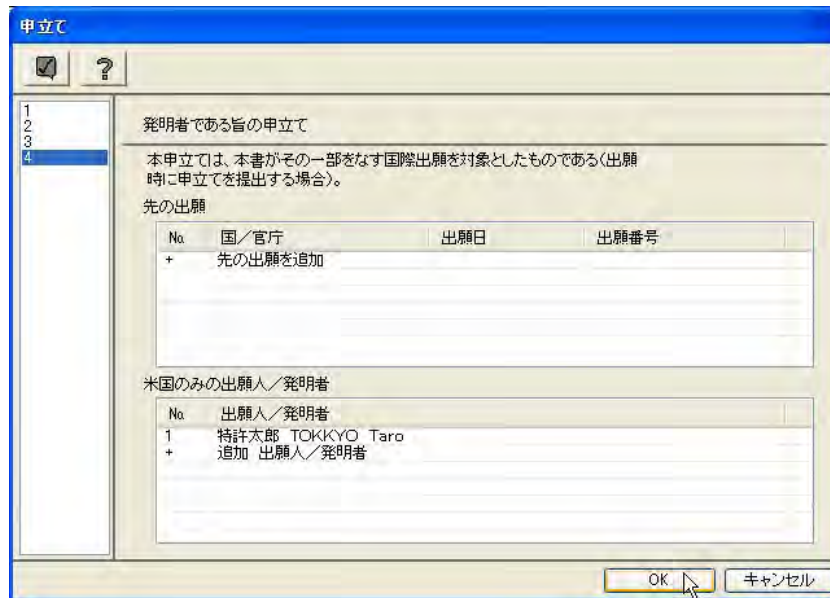 申立て
?
1
2
3
4
発明者である旨の申立て
本申立ては、本書がその一部をなす国際出願を対象としたものである(出願
時に申立てを提出する場合)。
先の出願
No. 国/官庁 出願日 出願番号
+ 先の出願を追加
米国のみの出願人/発明者
No. 出願人/発明者
1 特許太郎 TOKKYO Taro
+ 追加 出願人/発明者
OK キャンセル